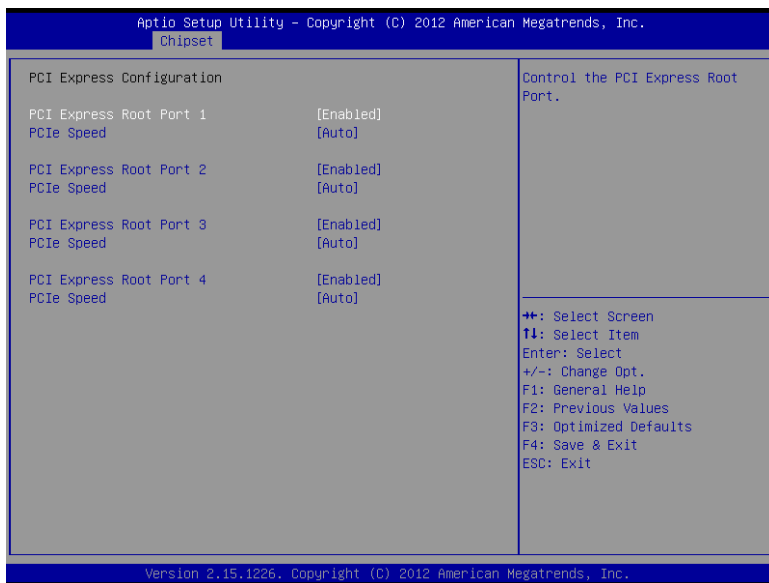 Aptio Setup Utility – Copyright (C) 2012 American Megatrends, Inc.
Chipset
PCI Express Configuration
PCI Express Root Port 1 [Enabled]
PCIe Speed [Auto]
PCI Express Root Port 2 [Enabled]
PCIe Speed [Auto]
PCI Express Root Port 3 [Enabled]
PCIe Speed [Auto]
PCI Express Root Port 4 [Enabled]
PCIe Speed [Auto]
Control the PCI Express Root
Port.
→←: Select Screen
↑↓: Select Item
Enter: Select
+/-: Change Opt.
F1: General Help
F2: Previous Values
F3: Optimized Defaults
F4: Save & Exit
ESC: Exit
Version 2.15.1226. Copyright (C) 2012 American Megatrends, Inc.